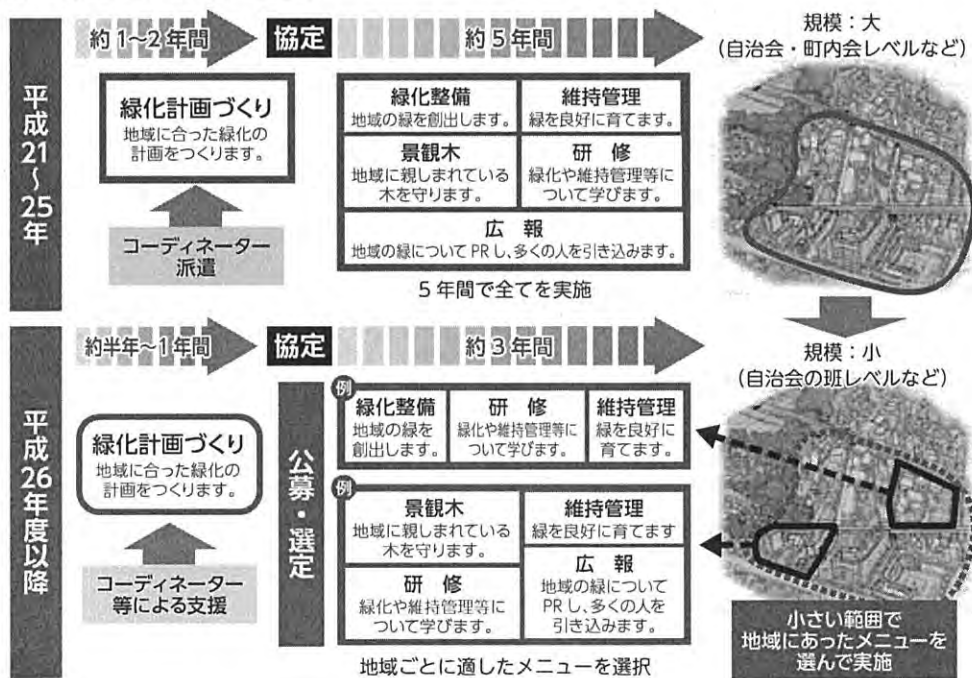 平成21～25年
約1～2年間
協定
約5年間
規模：大
(自治会・町内会レベルなど)
緑化計画づくり
地域に合った緑化の
計画をつくります。
コーディネーター
派遣
緑化整備
地域の緑を創出します。
維持管理
緑を良好に育てます。
景観木
地域に親しまれている
木を守ります。
研　修
緑化や維持管理等に
ついて学びます。
広　報
地域の緑についてPRし、多くの人を引き込みます。
5年間で全てを実施
平成26年度以降
約半年～1年間
協定
約3年間
規模：小
(自治会の班レベルなど)
緑化計画づくり
地域に合った緑化の
計画をつくります。
コーディネーター
等による支援
公募・選定
例
緑化整備
地域の緑を
創出します。
研　修
緑化や維持管理等に
ついて学びます。
維持管理
緑を良好に
育てます。
例
景観木
地域に親しまれている
木を守ります。
維持管理
緑を良好に育てます
研　修
緑化や維持管理等に
ついて学びます。
広　報
地域の緑について
PRし、多くの人を
引き込みます。
地域ごとに適したメニューを選択
小さい範囲で
地域にあったメニューを
選んで実施